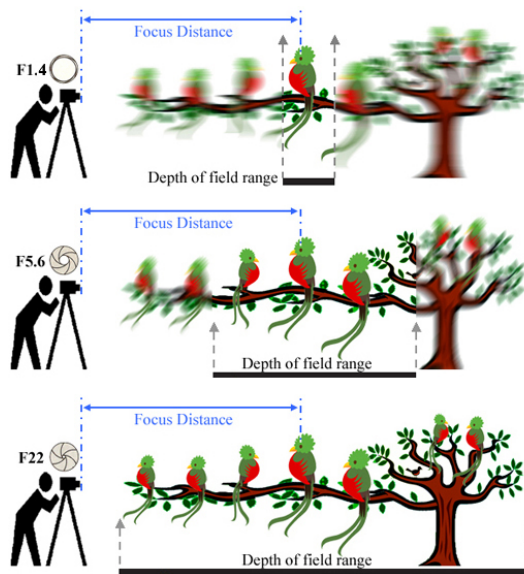 Focus Distance
F1.4
Depth of field range
Focus Distance
F5.6
Depth of field range
Focus Distance
F22
Depth of field range